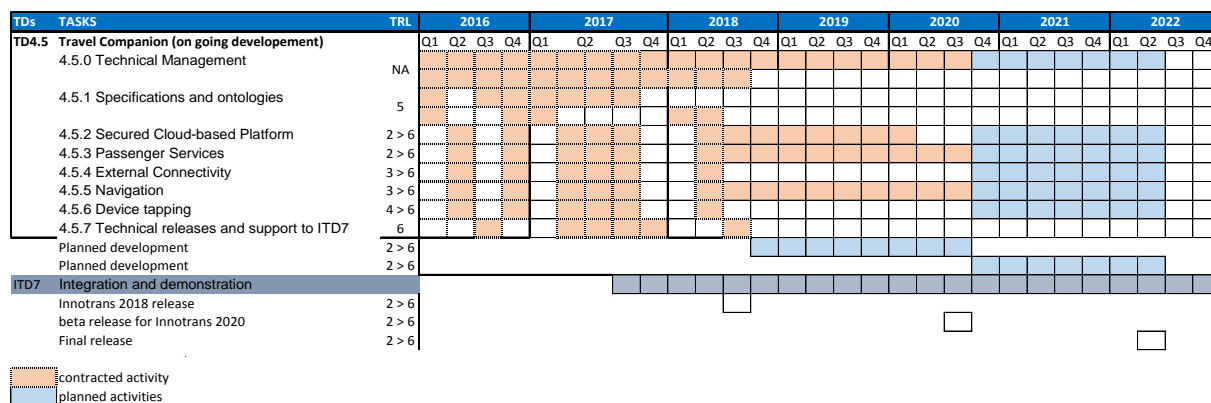 TDs TASKS TRL 2016 2017 2018 2019 2020 2021 2022
TD4.5 Travel Companion (on going developement) Q1 Q2 Q3 Q4 Q1 Q2 Q3 Q4 Q1 Q2 Q3 Q4 Q1 Q2 Q3 Q4 Q1 Q2 Q3 Q4 Q1 Q2 Q3 Q4 Q1 Q2 Q3 Q4
4.5.0 Technical Management
NA
4.5.1 Specifications and ontologies
5
4.5.2 Secured Cloud-based Platform 2 > 6
4.5.3 Passenger Services 2 > 6
4.5.4 External Connectivity 3 > 6
4.5.5 Navigation 3 > 6
4.5.6 Device tapping 4 > 6
4.5.7 Technical releases and support to ITD7 6
Planned development 2 > 6
Planned development 2 > 6
ITD7 Integration and demonstration
Innotrans 2018 release 2 > 6
beta release for Innotrans 2020 2 > 6
Final release 2 > 6
contracted activity
planned activities